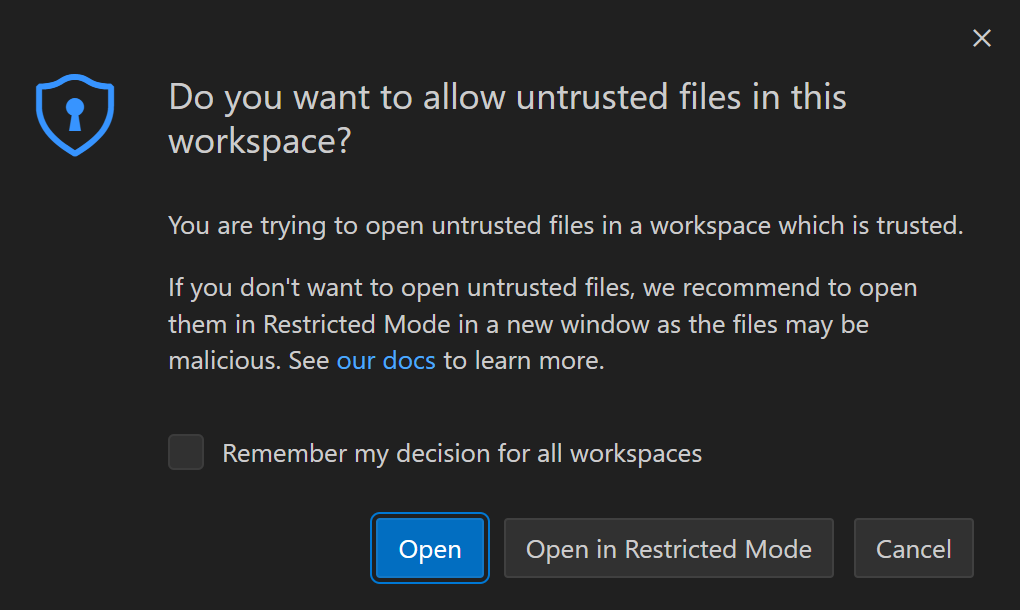 Do you want to allow untrusted files in this
workspace?
You are trying to open untrusted files in a workspace which is trusted.
If you don't want to open untrusted files, we recommend to open
them in Restricted Mode in a new window as the files may be
malicious. See our docs to learn more.
Remember my decision for all workspaces
Open
Open in Restricted Mode
Cancel